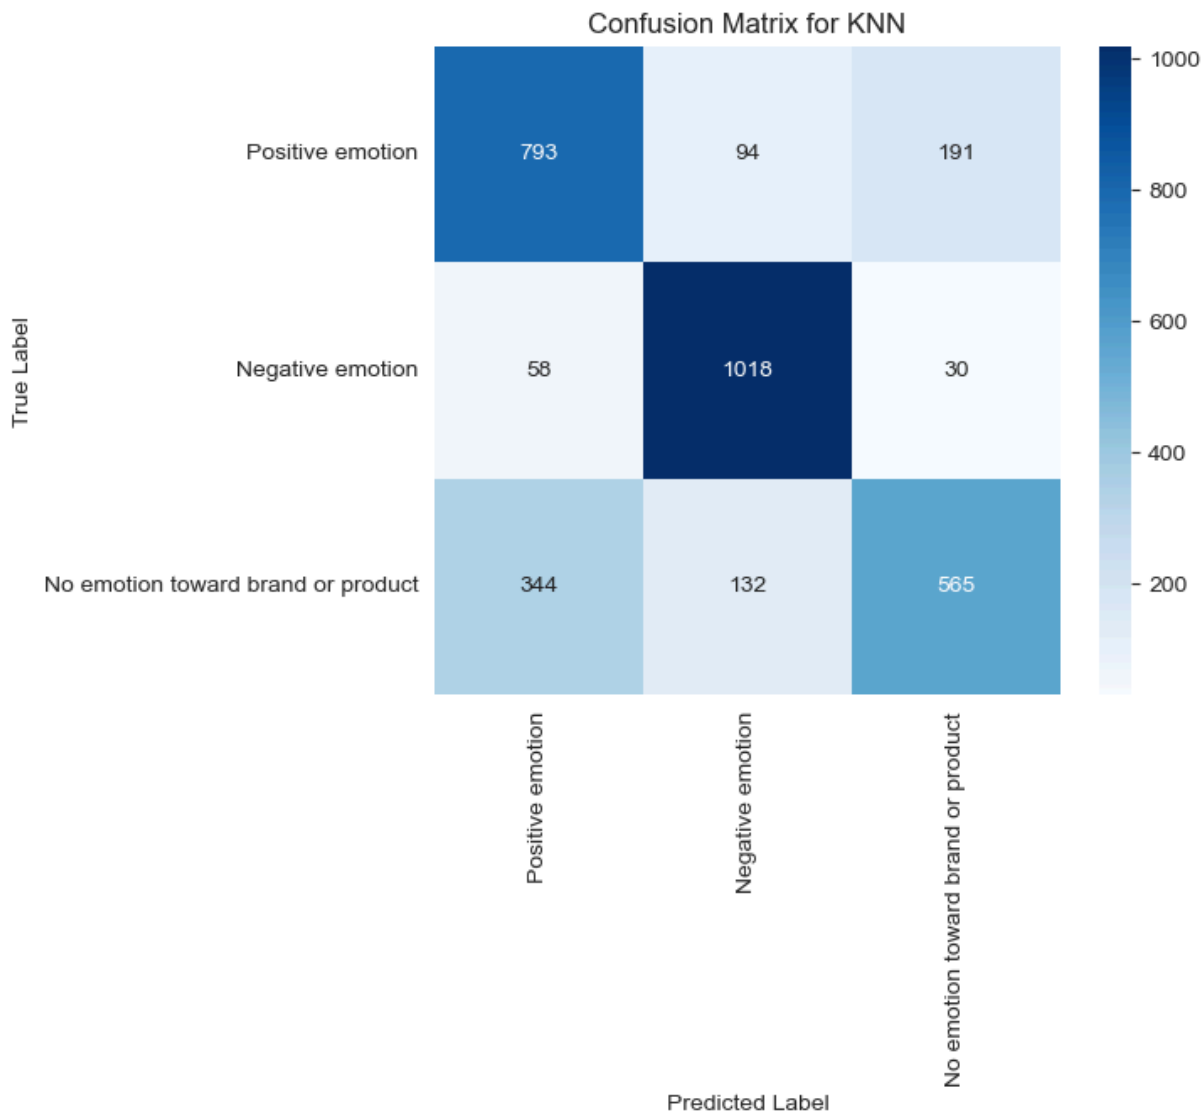 Confusion Matrix for KNN
True Label
Positive emotion
793
94
191
Negative emotion
58
1018
30
No emotion toward brand or product
344
132
565
Positive emotion
Negative emotion
No emotion toward brand or product
Predicted Label
1000
800
600
400
200